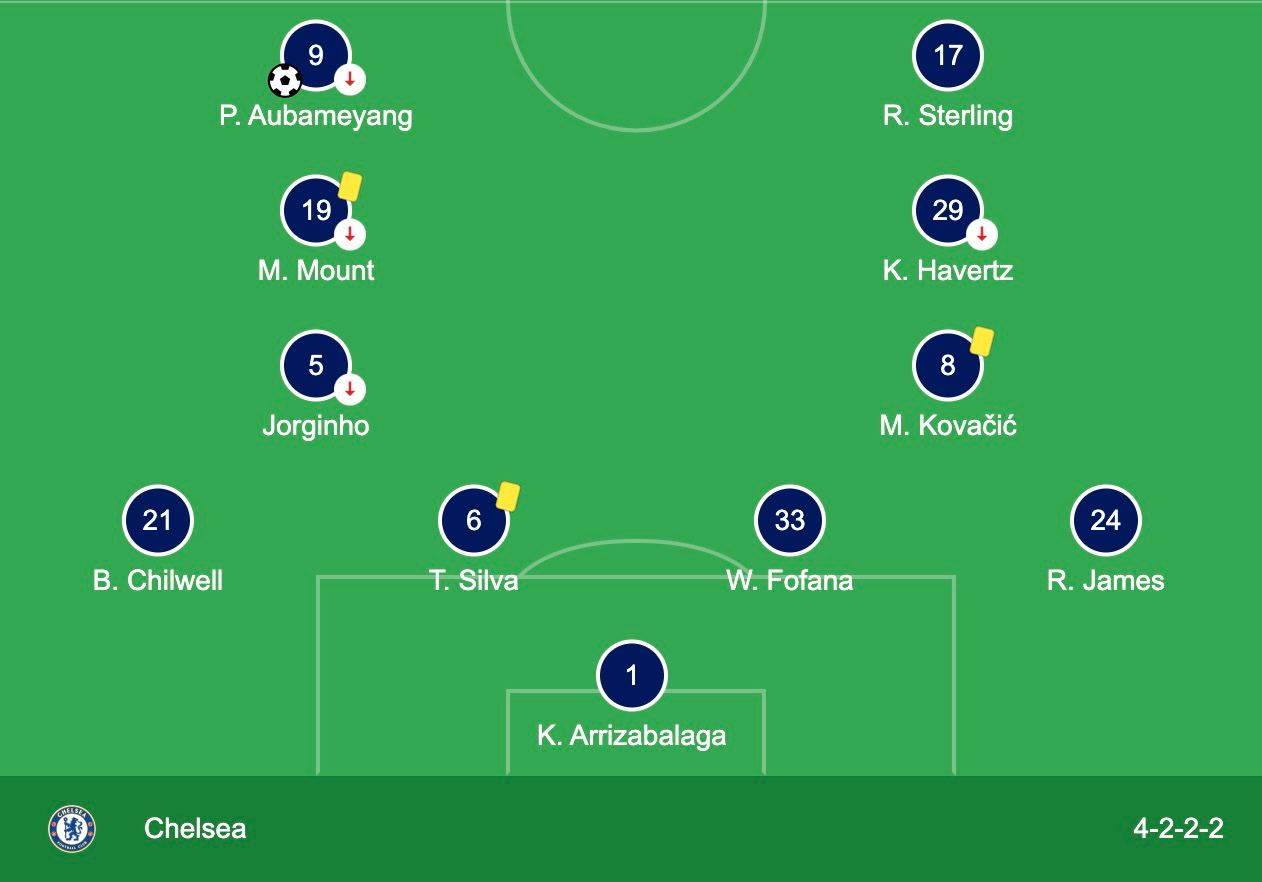 9
17
P. Aubameyang
R. Sterling
19
29
M. Mount
K. Havertz
5
8
Jorginho
M. Kovačić
21
6
33
24
B. Chilwell
T. Silva
W. Fofana
R. James
1
K. Arrizabalaga
CHELSEA
FOOTBALL CLUB
Chelsea
4-2-2-2